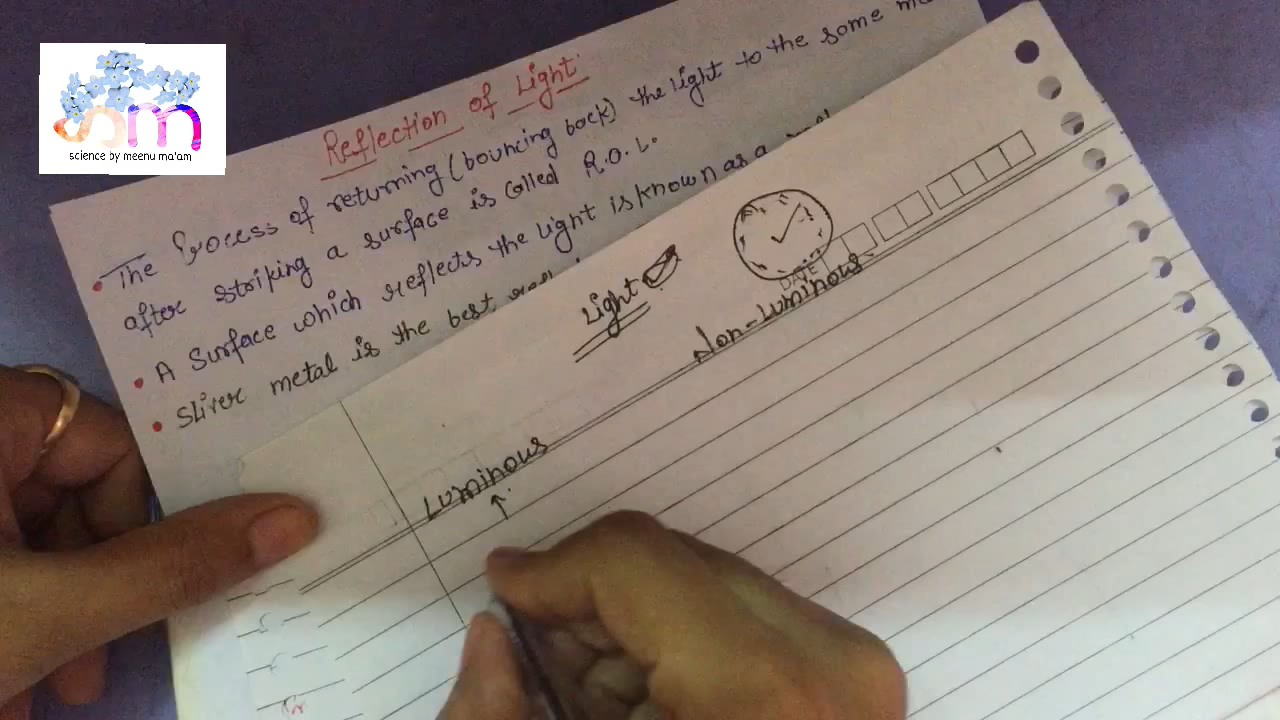 science by meenu ma'am
Reflection of Light
• The Process of returning (bouncing back) the light to the some
after striking a surface is called R.O.L.
• A Surface which reflects the light is known as a
• Sliver metal is the best
Light
DATE
Non-Luminous
Luminous